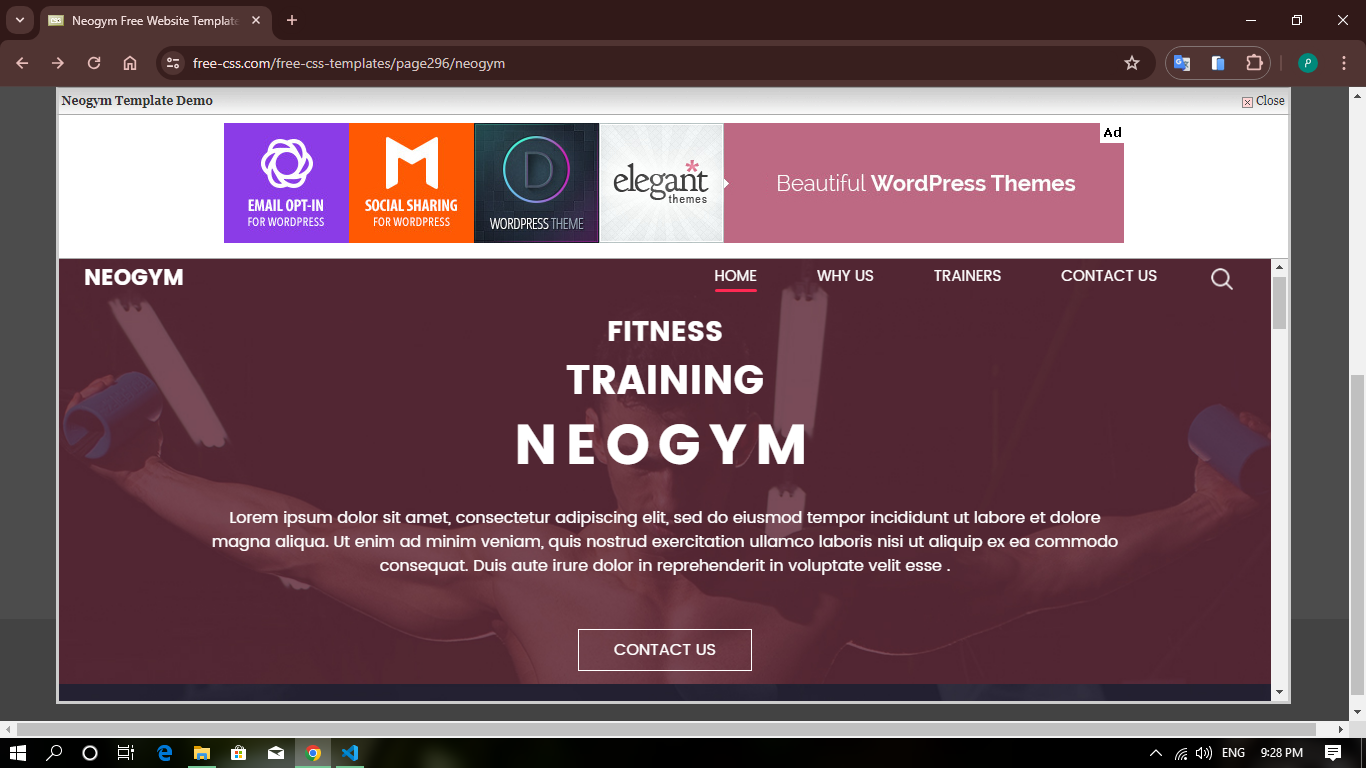 Neogym Free Website Template
free-css.com/free-css-templates/page296/neogym
Neogym Template Demo
Close
EMAIL OPT-IN
FOR WORDPRESS
SOCIAL SHARING
FOR WORDPRESS
D
WORDPRESS THEME
elegant*
themes
Beautiful WordPress Themes
Ad
NEOGYM
HOME
WHY US
TRAINERS
CONTACT US
FITNESS
TRAINING
NEOGYM
Lorem ipsum dolor sit amet, consectetur adipiscing elit, sed do eiusmod tempor incididunt ut labore et dolore
magna aliqua. Ut enim ad minim veniam, quis nostrud exercitation ullamco laboris nisi ut aliquip ex ea commodo
consequat. Duis aute irure dolor in reprehenderit in voluptate velit esse .
CONTACT US
ENG
9:28 PM